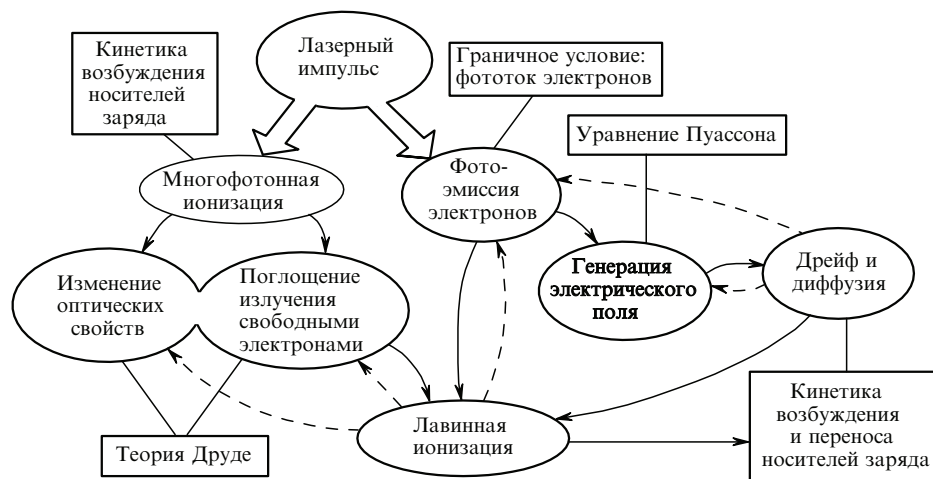 Кинетика
возбуждения
носителей
заряда
Лазерный
импульс
Граничное условие:
фототок электронов
Уравнение Пуассона
Многофотонная
ионизация
Фото-
эмиссия
электронов
Изменение
оптических
свойств
Поглощение
излучения
свободными
электронами
Генерация
электрического
поля
Дрейф и
диффузия
Теория Друде
Лавинная
ионизация
Кинетика
возбуждения
и переноса
носителей заряда